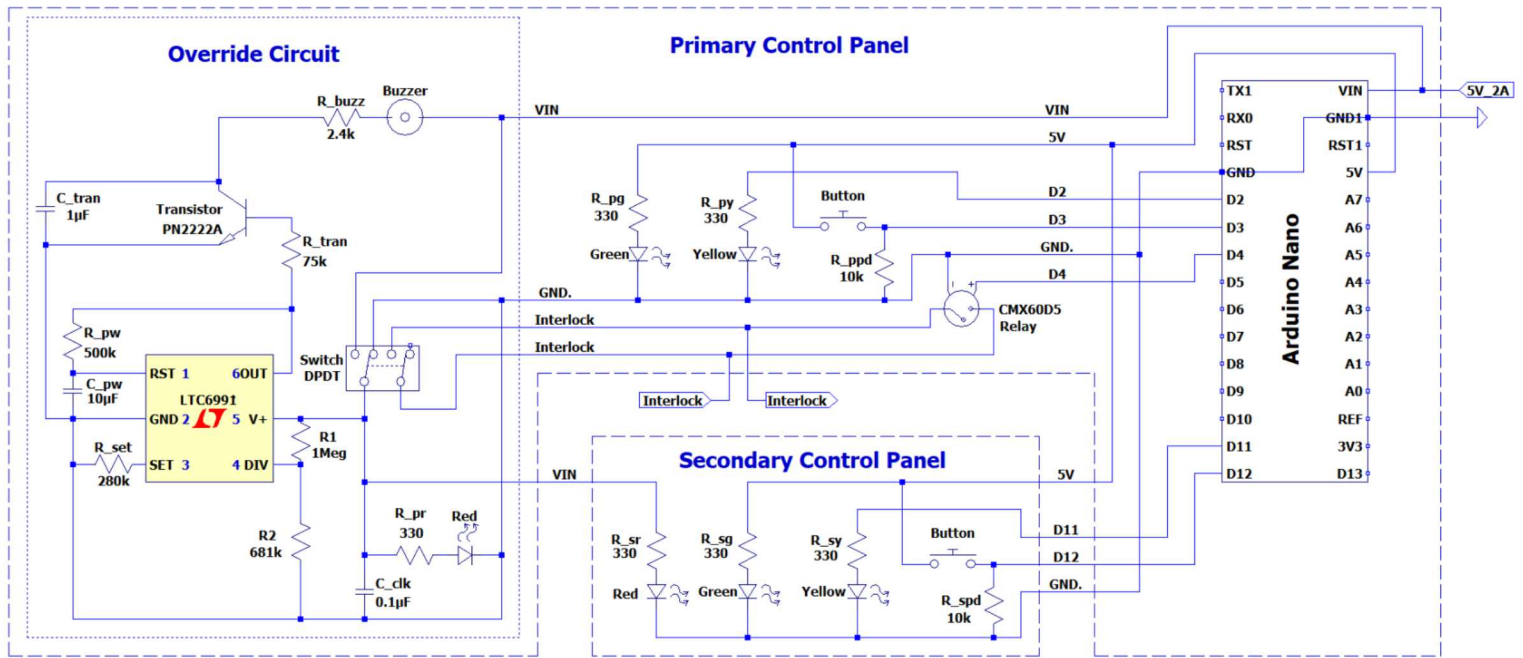 Override Circuit
Primary Control Panel
R_buzz
2.4k
Buzzer
VIN
VIN
5V
C_tran
1µF
Transistor
PN2222A
R_tran
75k
R_pg
330
Green
R_py
330
Yellow
Button
R_ppd
10k
D2
D3
GND.
D4
- +
CMX60D5
Relay
GND.
Interlock
Interlock
Switch
DPDT
Interlock
Interlock
R_pw
500k
C_pw
10µF
RST 1
6OUT
LTC6991
GND 2
5 V+
SET 3
4 DIV
R_set
280k
R1
1Meg
R2
681k
R_pr
330
Red
C_clk
0.1µF
VIN
Secondary Control Panel
5V
R_sr
330
Red
R_sg
330
Green
R_sy
330
Yellow
Button
R_spd
10k
D11
D12
GND.
Arduino Nano
TX1
RX0
RST
GND
D2
D3
D4
D5
D6
D7
D8
D9
D10
D11
D12
VIN
GND1
RST1
5V
A7
A6
A5
A4
A3
A2
A1
A0
REF
3V3
D13
5V_2A